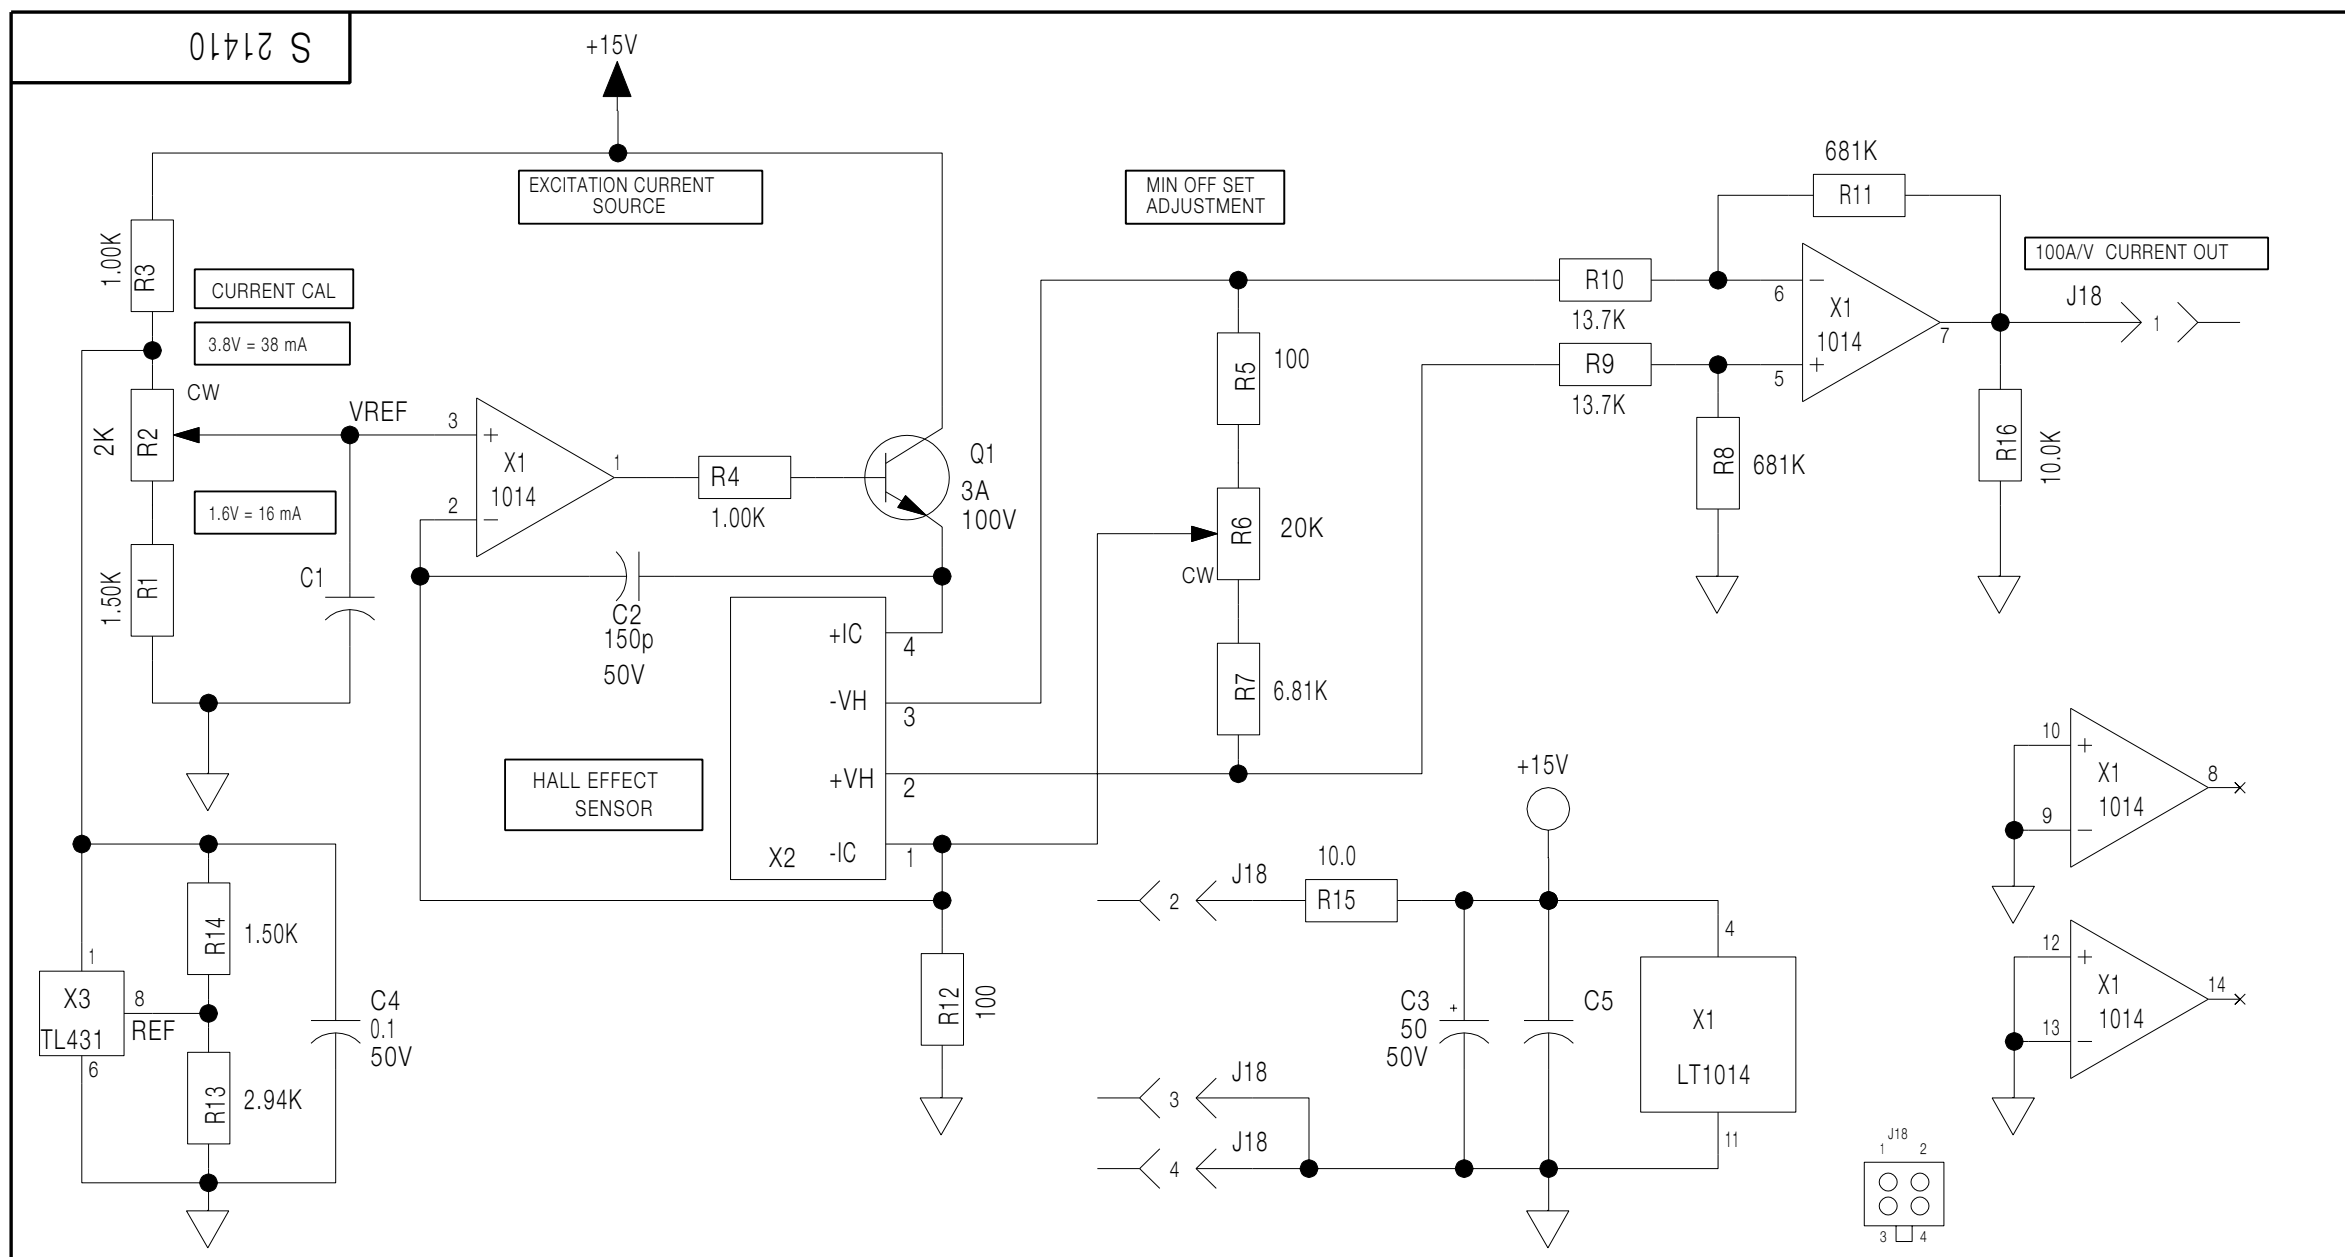 S 21410
+15V
EXCITATION CURRENT
SOURCE
1.00K
R3
CURRENT CAL
3.8V = 38 mA
CW
2K
R2
VREF
1.6V = 16 mA
1.50K
R1
C1
3
+
X1
1014
1
2
−
R4
1.00K
Q1
3A
100V
C2
150p
50V
+IC
4
-VH
3
+VH
2
-IC
1
X2
HALL EFFECT
SENSOR
R12
100
1
X3
TL431
8
REF
6
R14
1.50K
R13
2.94K
C4
0.1
50V
MIN OFF SET
ADJUSTMENT
R5
100
R6
20K
CW
R7
6.81K
681K
R11
R10
13.7K
R9
13.7K
6
−
X1
1014
7
5
+
R8
681K
100A/V CURRENT OUT
J18
1
R16
10.0K
+15V
10.0
2
J18
R15
4
C3
+
50
50V
C5
X1
LT1014
11
3
J18
4
J18
10
+
X1
1014
8
9
−
12
+
X1
1014
14
13
−
J18
1 2
3 4